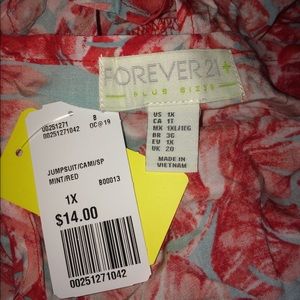 FOREVER 21+
PLUS SIZES
US 1X
CA 1T
MX 1XL/1EG
BR 3G
EU 1X
UK 20
MADE IN
VIETNAM
00251271 B
00251271042 OC@19
JUMPSUIT/CAMI/SP
MINT/RED
B00013
1X
$14.00
00251271042